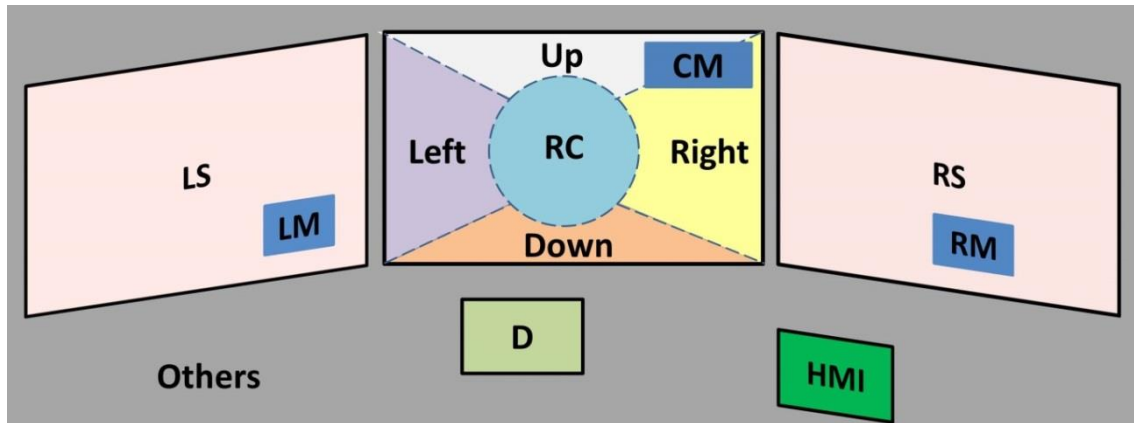 Up
CM
Left
RC
Right
LS
RS
LM
RM
Down
D
HMI
Others